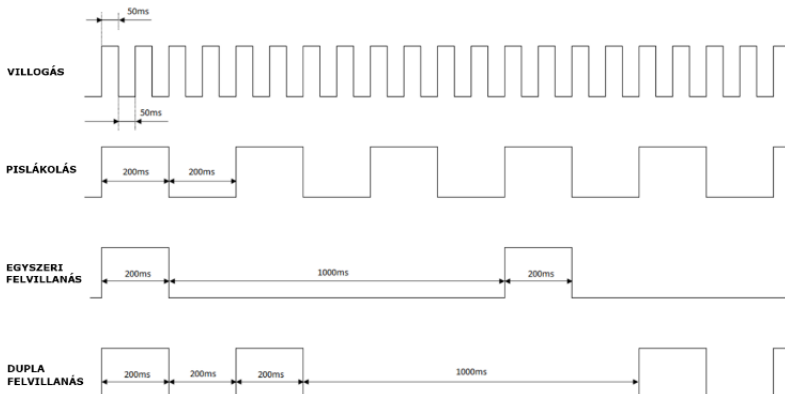 50ms
VILLOGÁS
50ms
PISLÁKOLÁS
200ms
200ms
EGYSZERI
FELVILLANÁS
200ms
1000ms
200ms
DUPLA
FELVILLANÁS
200ms
200ms
200ms
1000ms